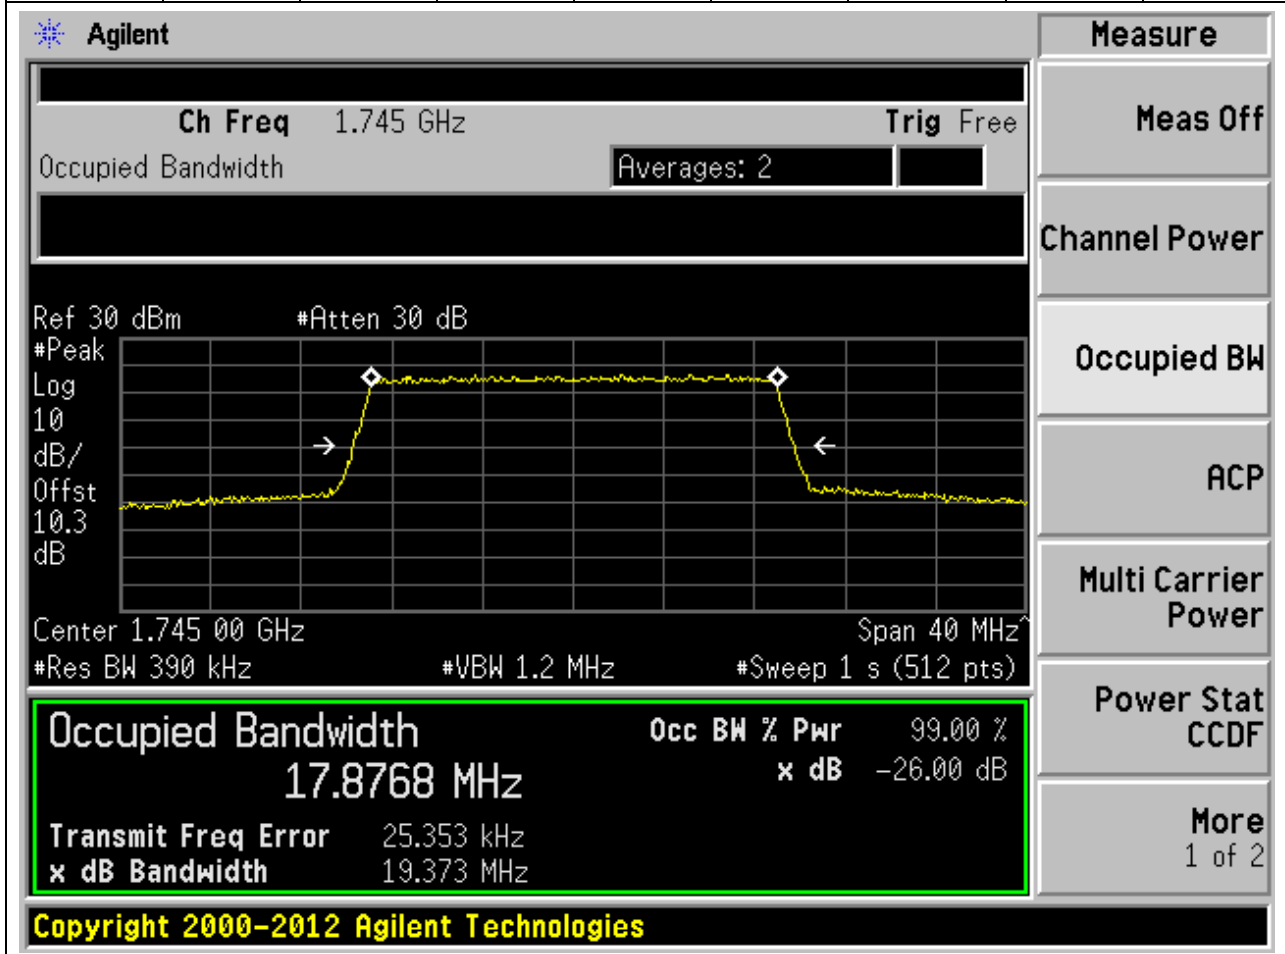 Agilent
Measure
Ch Freq 1.745 GHz Trig Free
Meas Off
Occupied Bandwidth Averages: 2
Channel Power
Ref 30 dBm #Atten 30 dB
#Peak
Log
10
dB/
Offst
10.3
dB
Occupied BW
ACP
Center 1.745 00 GHz Span 40 MHz^
#Res BW 390 kHz #VBW 1.2 MHz #Sweep 1 s (512 pts)
Multi Carrier
Power
Occupied Bandwidth Occ BW % Pwr 99.00 %
17.8768 MHz x dB -26.00 dB
Transmit Freq Error 25.353 kHz
x dB Bandwidth 19.373 MHz
Power Stat
CCDF
More
1 of 2
Copyright 2000-2012 Agilent Technologies